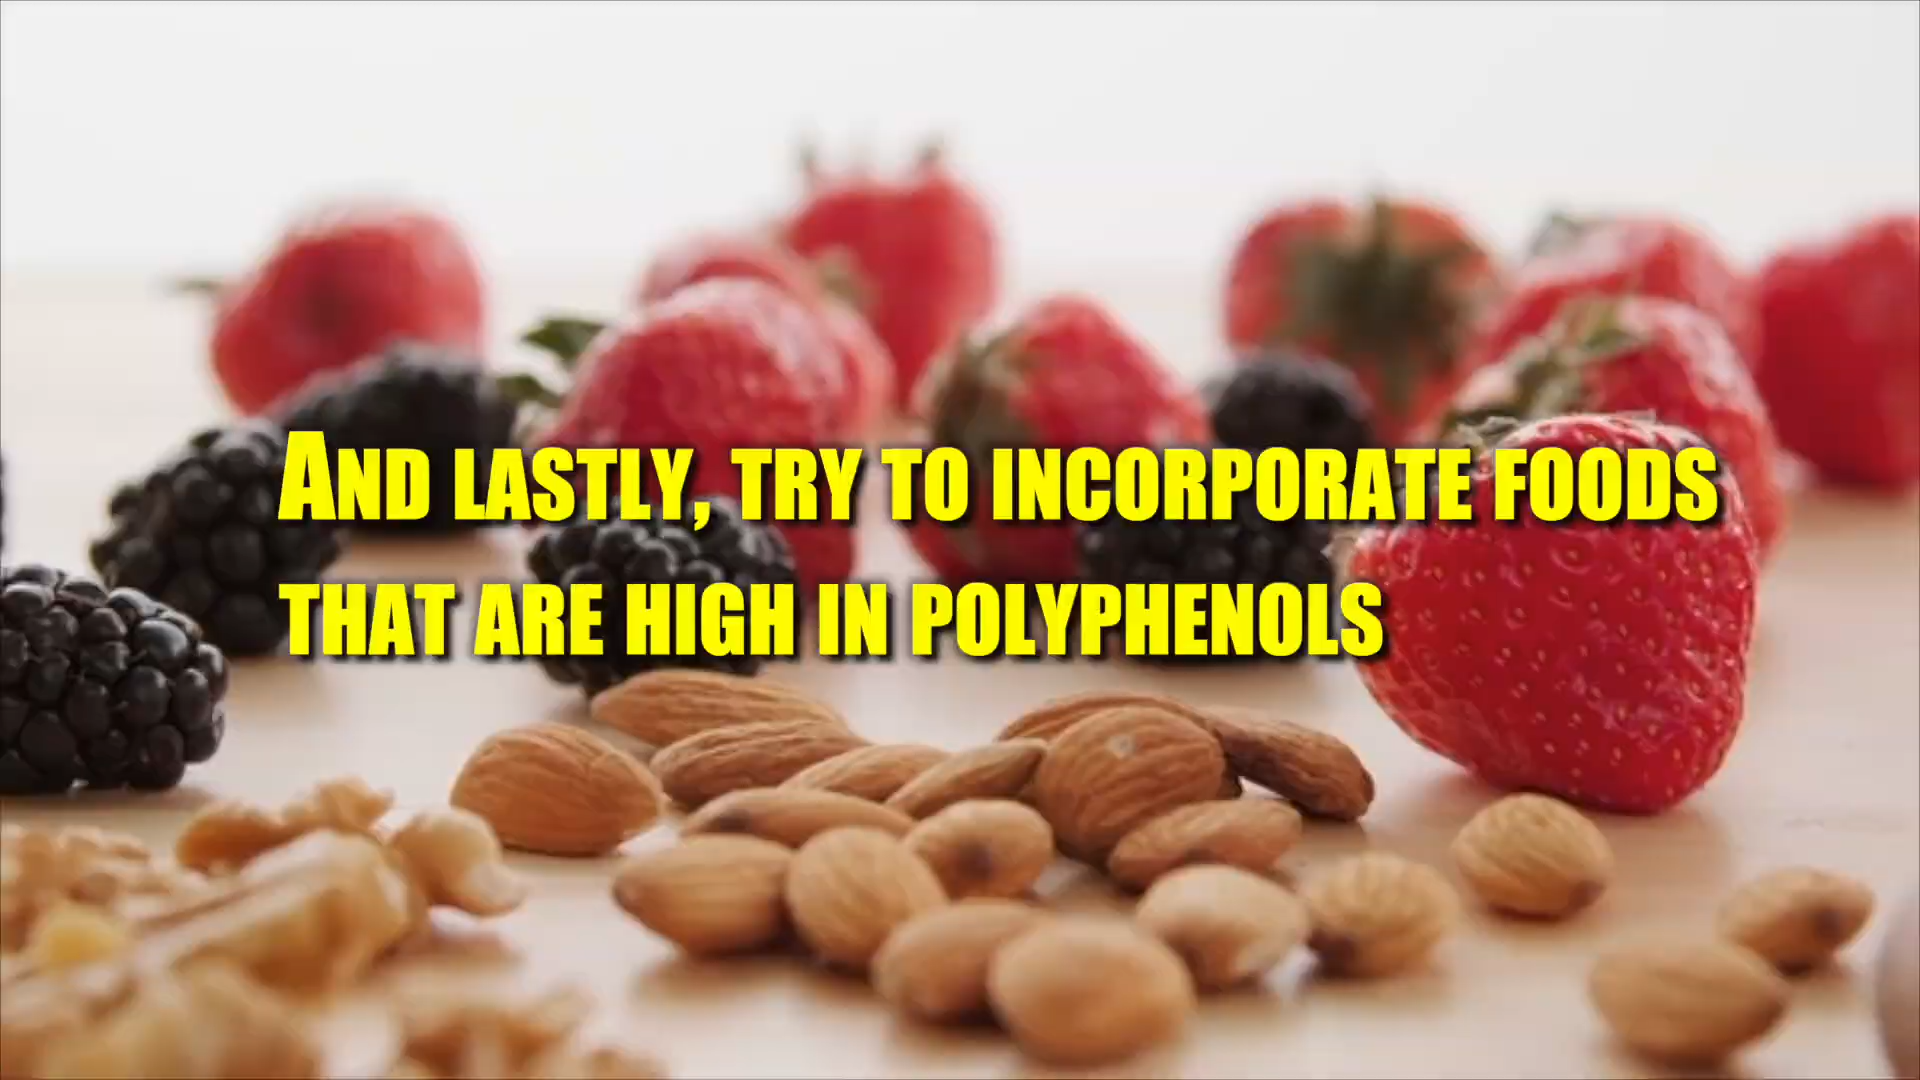 And lastly, try to incorporate foods
that are high in polyphenols